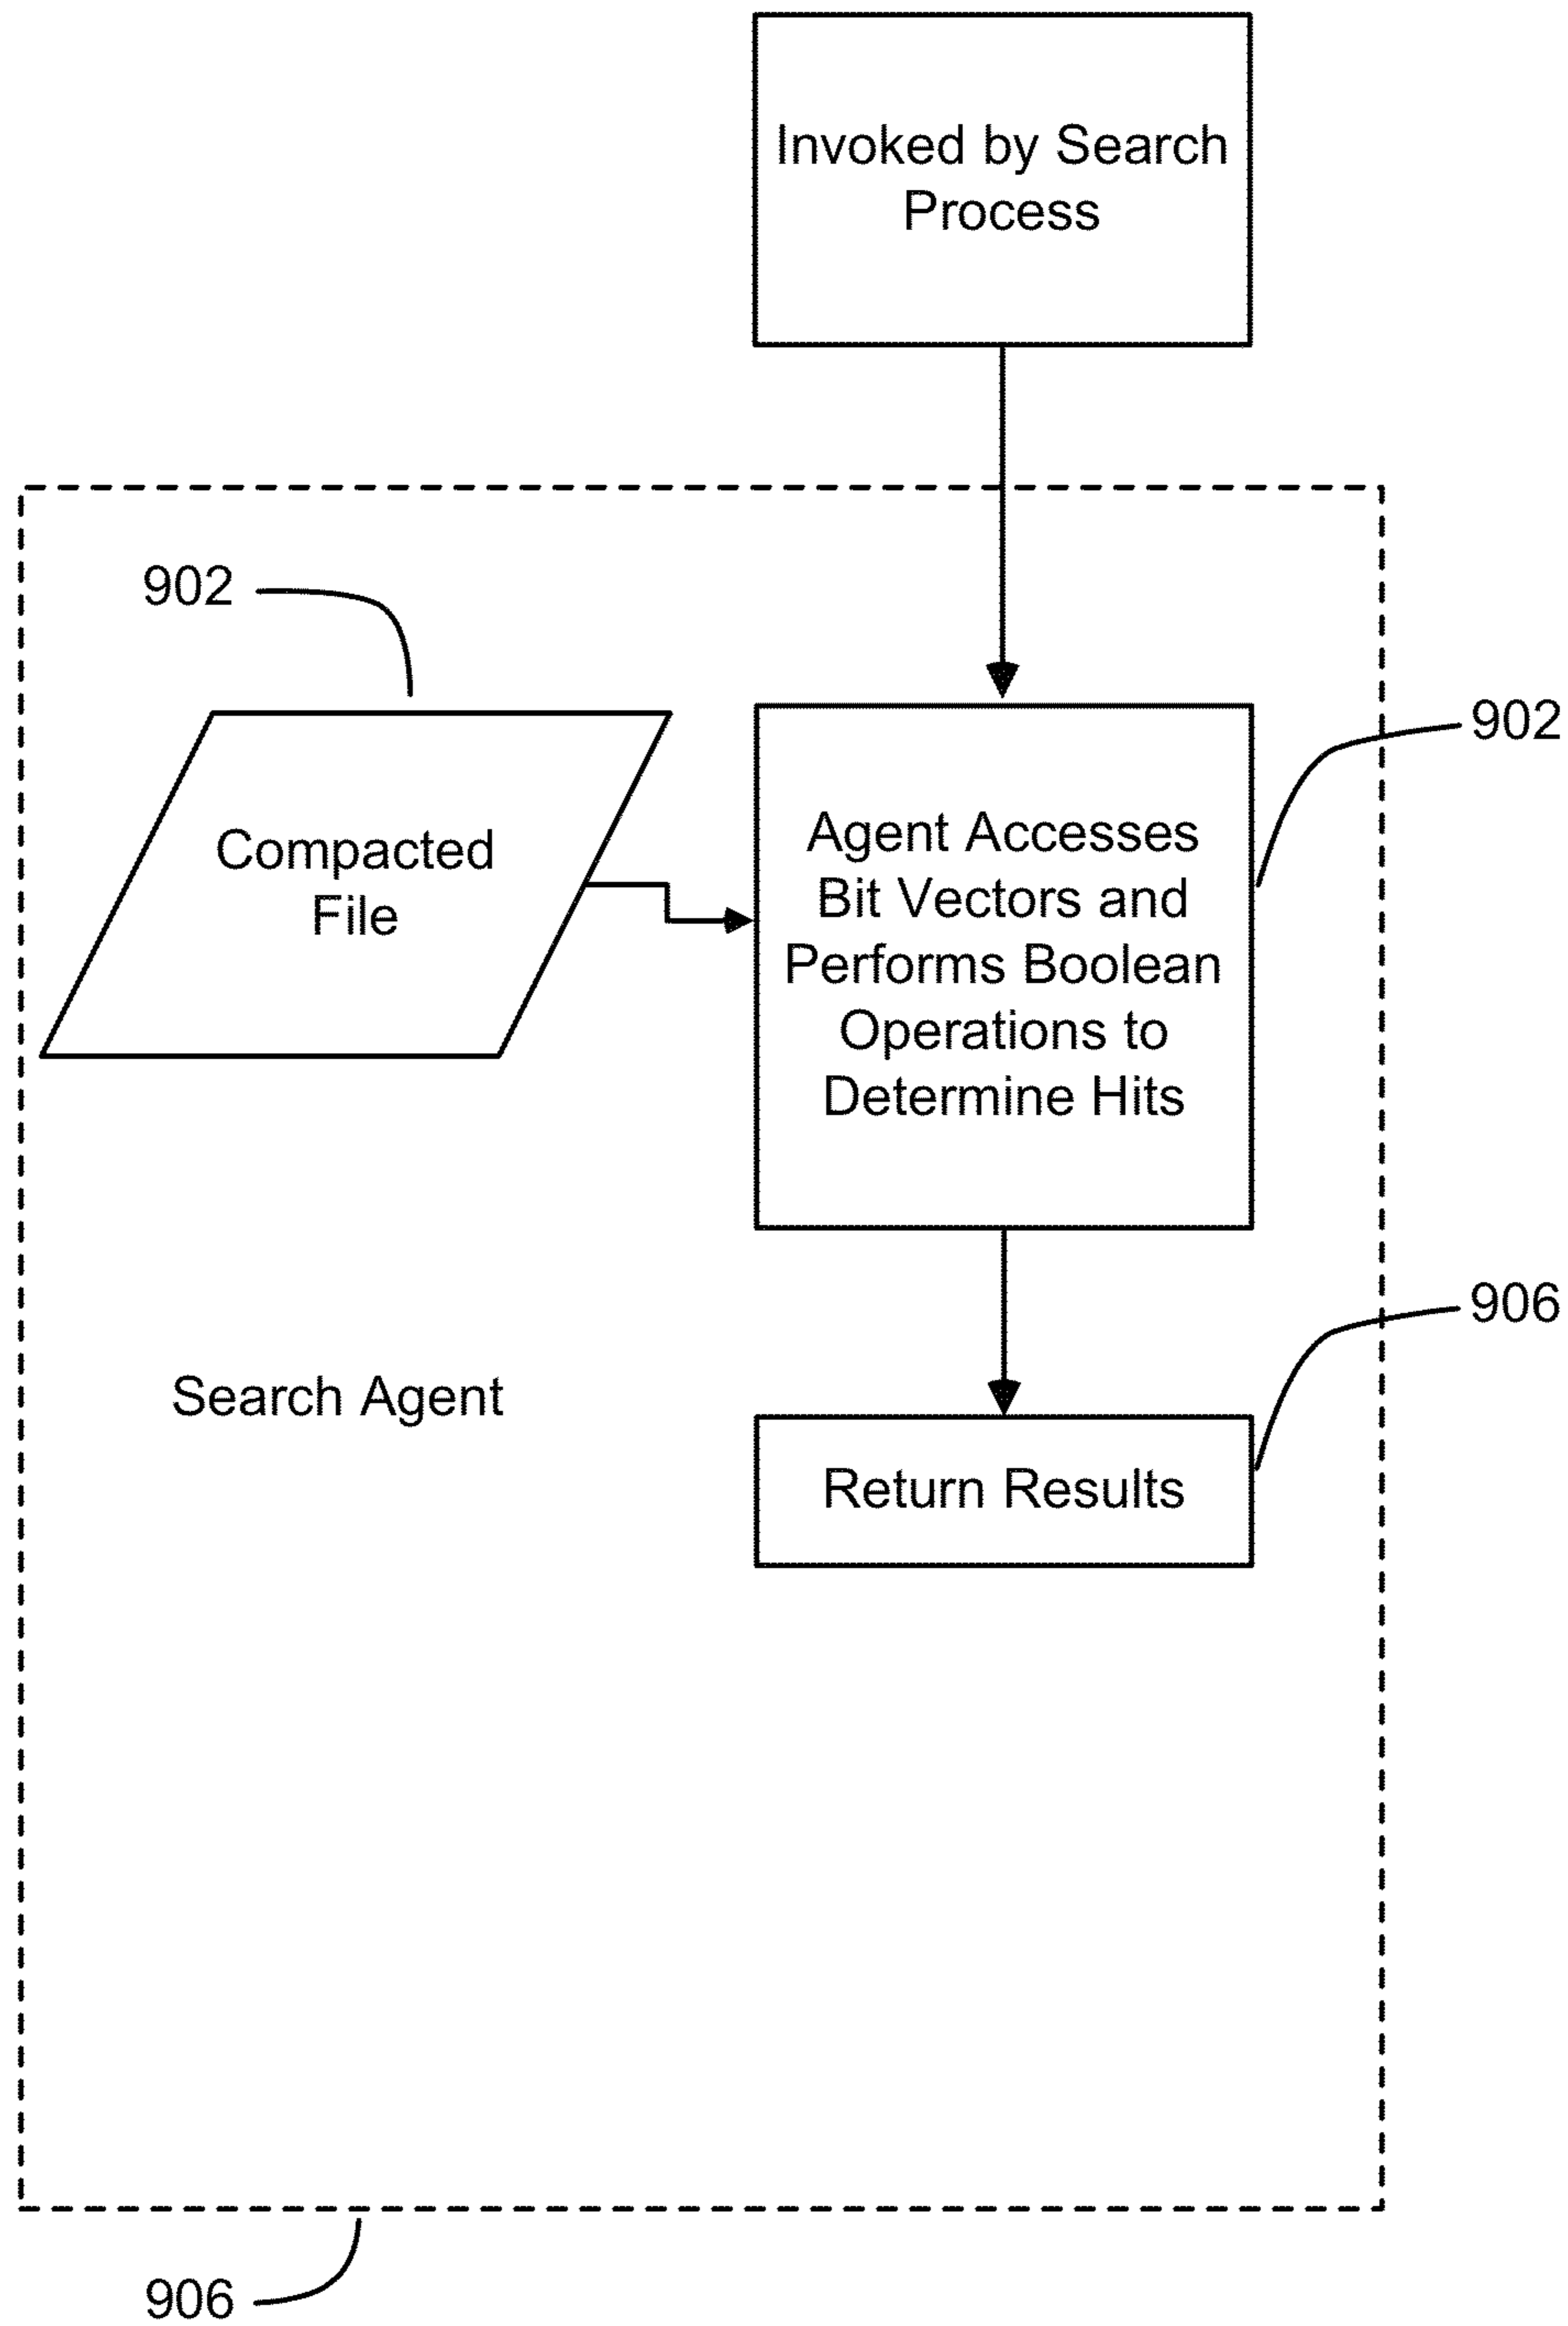 Invoked by Search
Process
902
902
Compacted
File
Agent Accesses
Bit Vectors and
Performs Boolean
Operations to
Determine Hits
906
Search Agent
Return Results
906